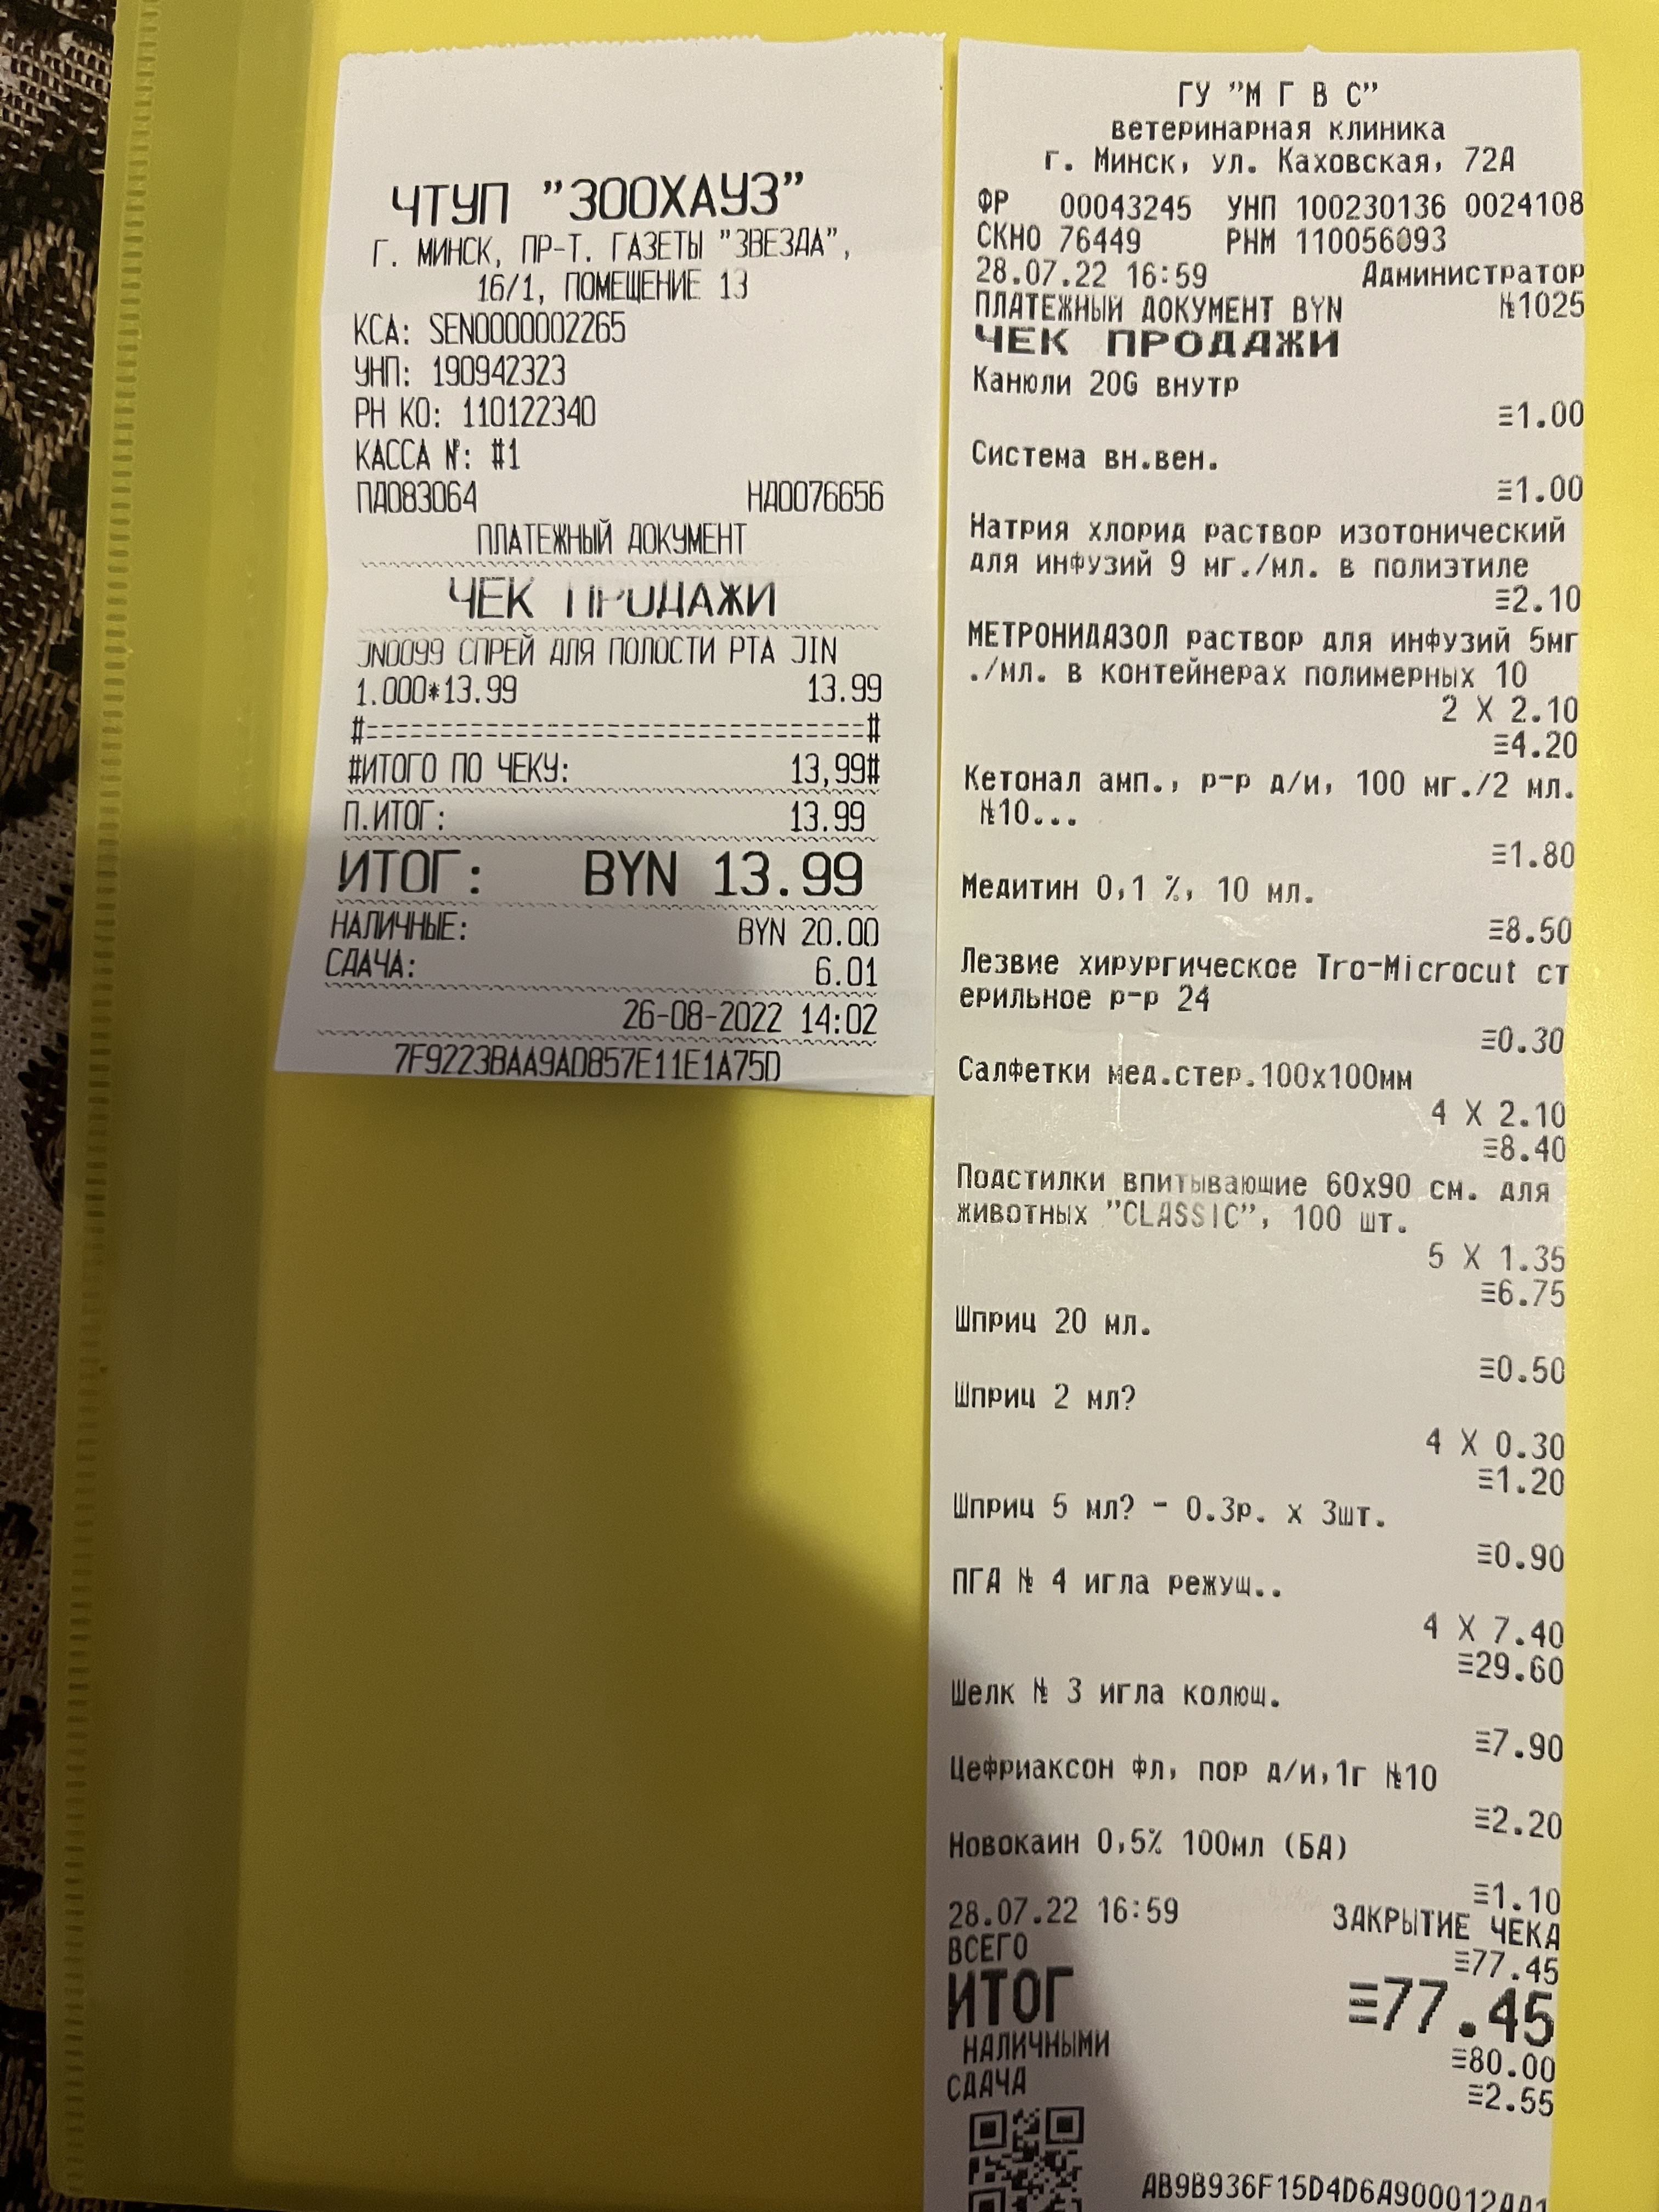 ЧТУП "ЗООХАУЗ"
Г. МИНСК, ПР-Т. ГАЗЕТЫ "ЗВЕЗДА",
16/1, ПОМЕЩЕНИЕ 13
КСА: SEN0000002265
УНП: 190942323
РН КО: 110122340
КАССА №: #1
ПД083064 НД0076656
ПЛАТЕЖНЫЙ ДОКУМЕНТ
ЧЕК ПРОДАЖИ
JN0099 СПРЕЙ ДЛЯ ПОЛОСТИ РТА JIN
1.000*13.99 13.99
#==================================#
#ИТОГО ПО ЧЕКУ: 13,99#
П.ИТОГ: 13.99
ИТОГ: BYN 13.99
НАЛИЧНЫЕ: BYN 20.00
СДАЧА: 6.01
26-08-2022 14:02
7F9223BAA9AD857E11E1A75D
ГУ "М Г В С"
ветеринарная клиника
г. Минск, ул. Каховская, 72А
ФР 00043245 УНП 100230136 0024108
СКНО 76449 РНМ 110056093
28.07.22 16:59 Администратор
ПЛАТЕЖНЫЙ ДОКУМЕНТ BYN №1025
ЧЕК ПРОДАЖИ
Канюли 20G внутр
≡1.00
Система вн.вен.
≡1.00
Натрия хлорид раствор изотонический
для инфузий 9 мг./мл. в полиэтиле
≡2.10
МЕТРОНИДАЗОЛ раствор для инфузий 5мг
./мл. в контейнерах полимерных 10
2 X 2.10
≡4.20
Кетонал амп., р-р д/и, 100 мг./2 мл.
№10...
≡1.80
Медитин 0,1 %, 10 мл.
≡8.50
Лезвие хирургическое Tro-Microcut ст
ерильное р-р 24
≡0.30
Салфетки мед.стер.100х100мм
4 X 2.10
≡8.40
Подстилки впитывающие 60х90 см. для
животных "CLASSIC", 100 шт.
5 X 1.35
≡6.75
Шприц 20 мл.
≡0.50
Шприц 2 мл?
4 X 0.30
≡1.20
Шприц 5 мл? - 0.3р. х 3шт.
≡0.90
ПГА № 4 игла режущ..
4 X 7.40
≡29.60
Шелк № 3 игла колющ.
≡7.90
Цефриаксон фл, пор д/и,1г №10
≡2.20
Новокаин 0,5% 100мл (БА)
≡1.10
28.07.22 16:59 ЗАКРЫТИЕ ЧЕКА
ВСЕГО ≡77.45
ИТОГ ≡77.45
НАЛИЧНЫМИ ≡80.00
СДАЧА ≡2.55